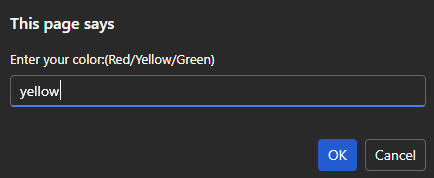 This page says
Enter your color:(Red/Yellow/Green)
yellow
OK Cancel